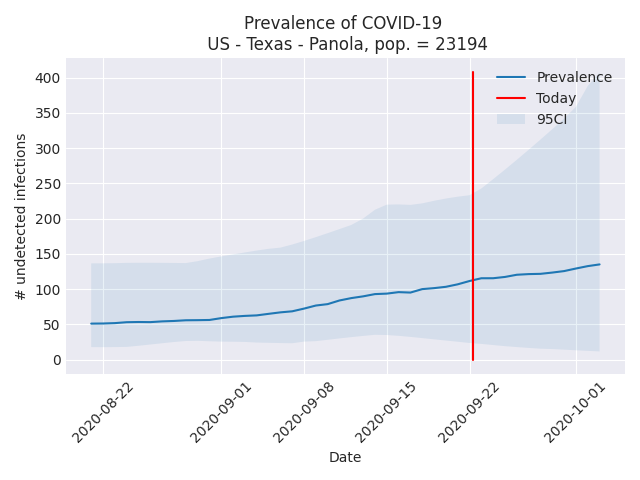 Prevalence of COVID-19
US - Texas - Panola, pop. = 23194
400
350
300
250
200
150
100
50
0
# undetected infections
Prevalence
Today
95CI
2020-08-22
2020-09-01
2020-09-08
2020-09-15
2020-09-22
2020-10-01
Date